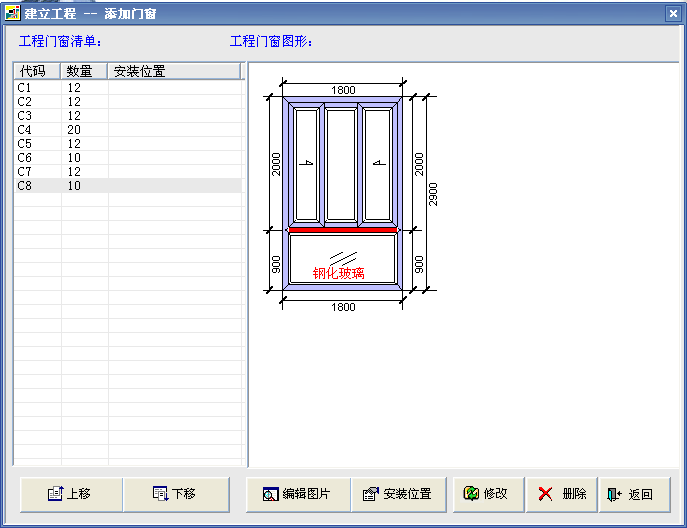 建立工程 -- 添加门窗
工程门窗清单：
工程门窗图形：
代码 数量 安装位置
C1 12
C2 12
C3 12
C4 20
C5 12
C6 10
C7 12
C8 10
1800
2000
2000
2900
900
900
钢化玻璃
1800
上移
下移
编辑图片
安装位置
修改
删除
返回